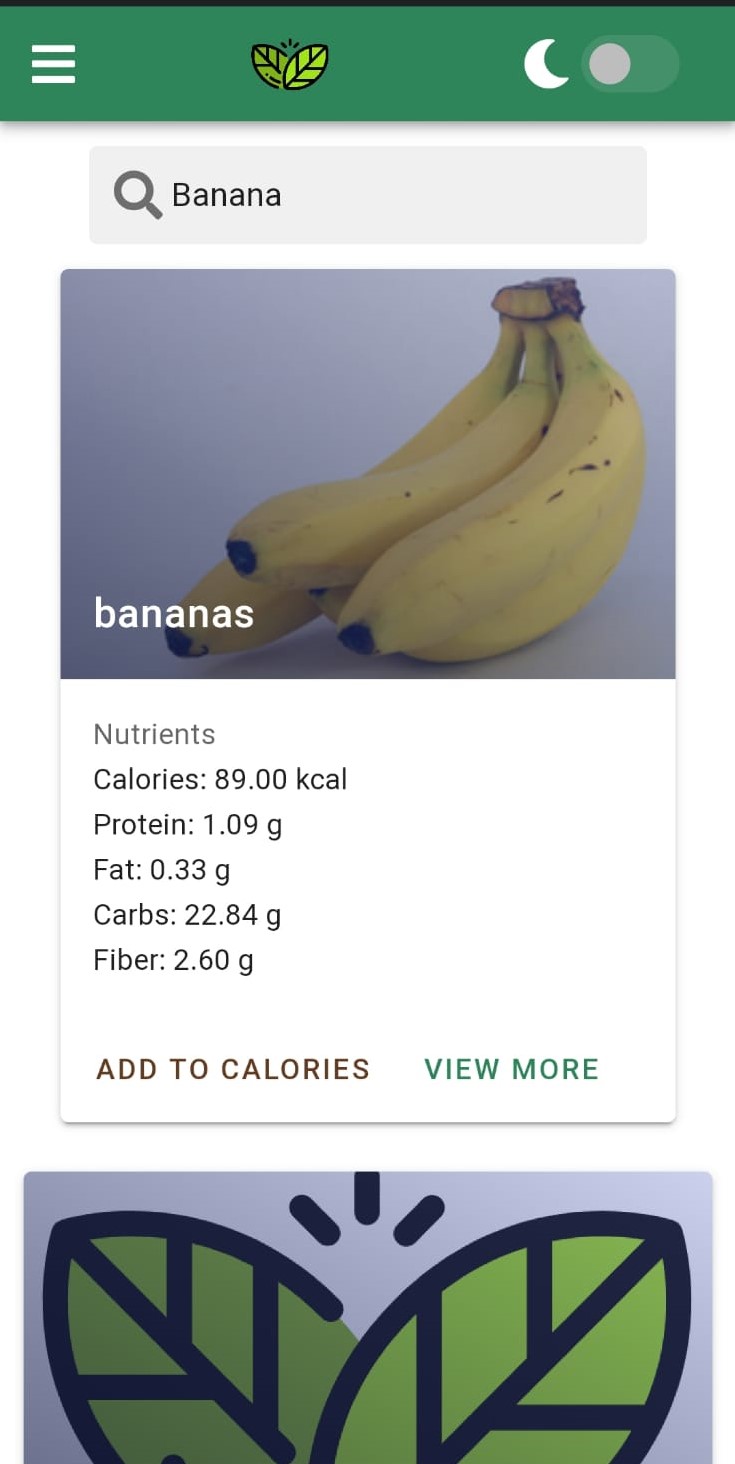 Banana
bananas
Nutrients
Calories: 89.00 kcal
Protein: 1.09 g
Fat: 0.33 g
Carbs: 22.84 g
Fiber: 2.60 g
ADD TO CALORIES VIEW MORE